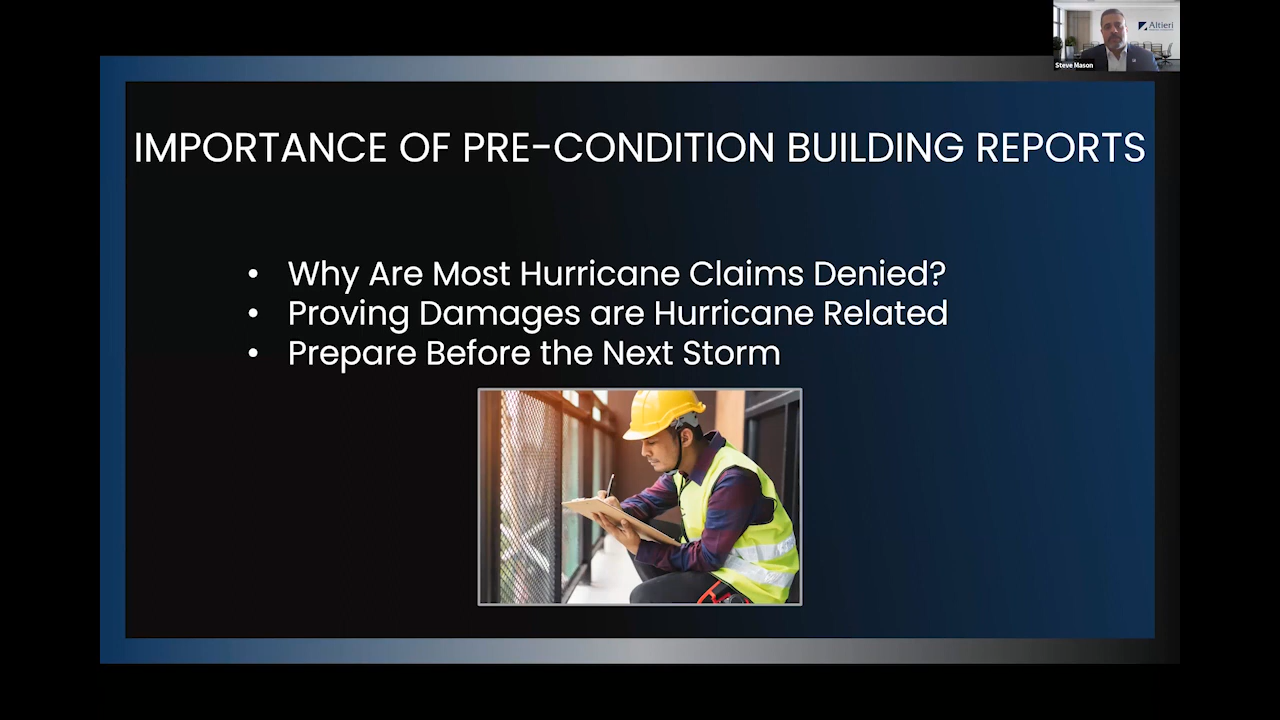 Altieri
Steve Mason
IMPORTANCE OF PRE-CONDITION BUILDING REPORTS
• Why Are Most Hurricane Claims Denied?
• Proving Damages are Hurricane Related
• Prepare Before the Next Storm